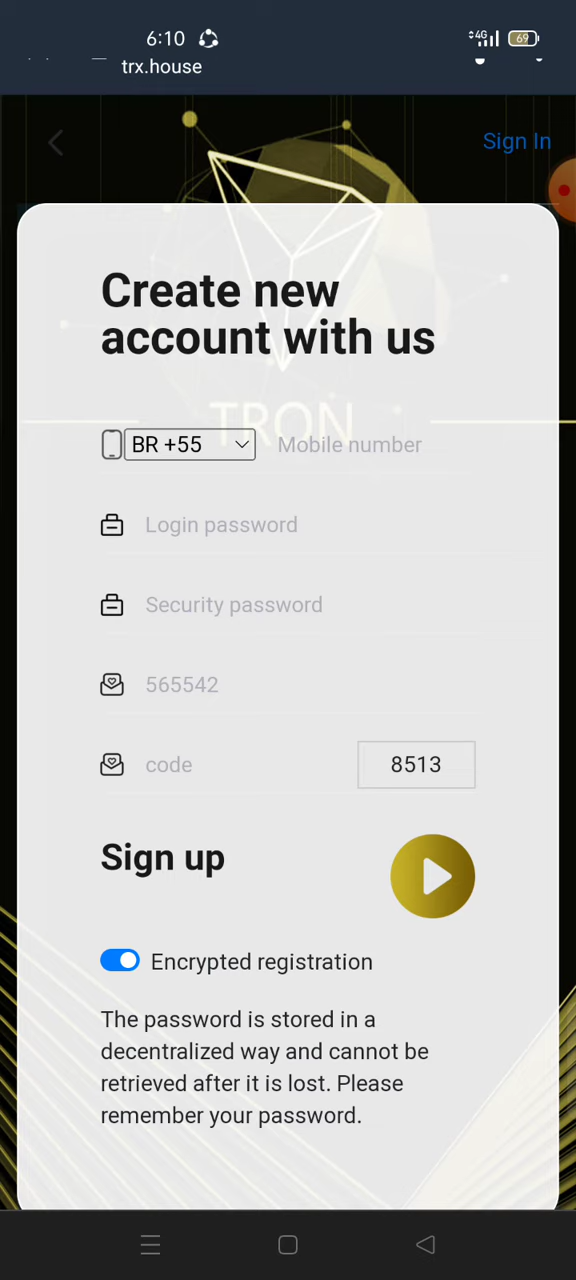 6:10
4G
69
trx.house
Sign In
Create new
account with us
TRON
BR +55
Mobile number
Login password
Security password
565542
code
8513
Sign up
Encrypted registration
The password is stored in a
decentralized way and cannot be
retrieved after it is lost. Please
remember your password.